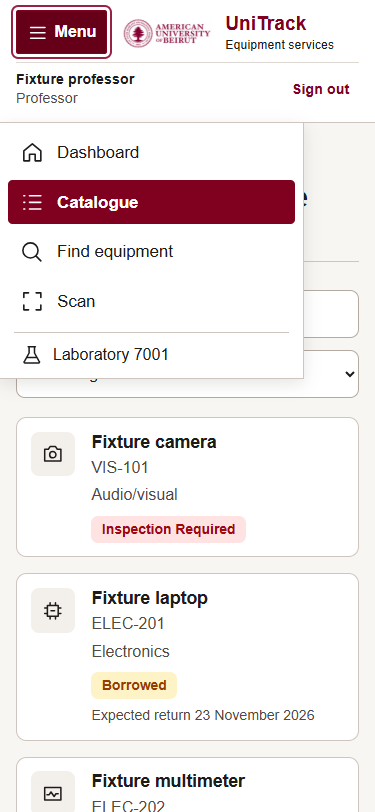 Menu
AMERICAN
UNIVERSITY
OF BEIRUT
UniTrack
Equipment services
Fixture professor
Professor
Sign out
Dashboard
Catalogue
Find equipment
Scan
Laboratory 7001
Fixture camera
VIS-101
Audio/visual
Inspection Required
Fixture laptop
ELEC-201
Electronics
Borrowed
Expected return 23 November 2026
Fixture multimeter
ELEC-202